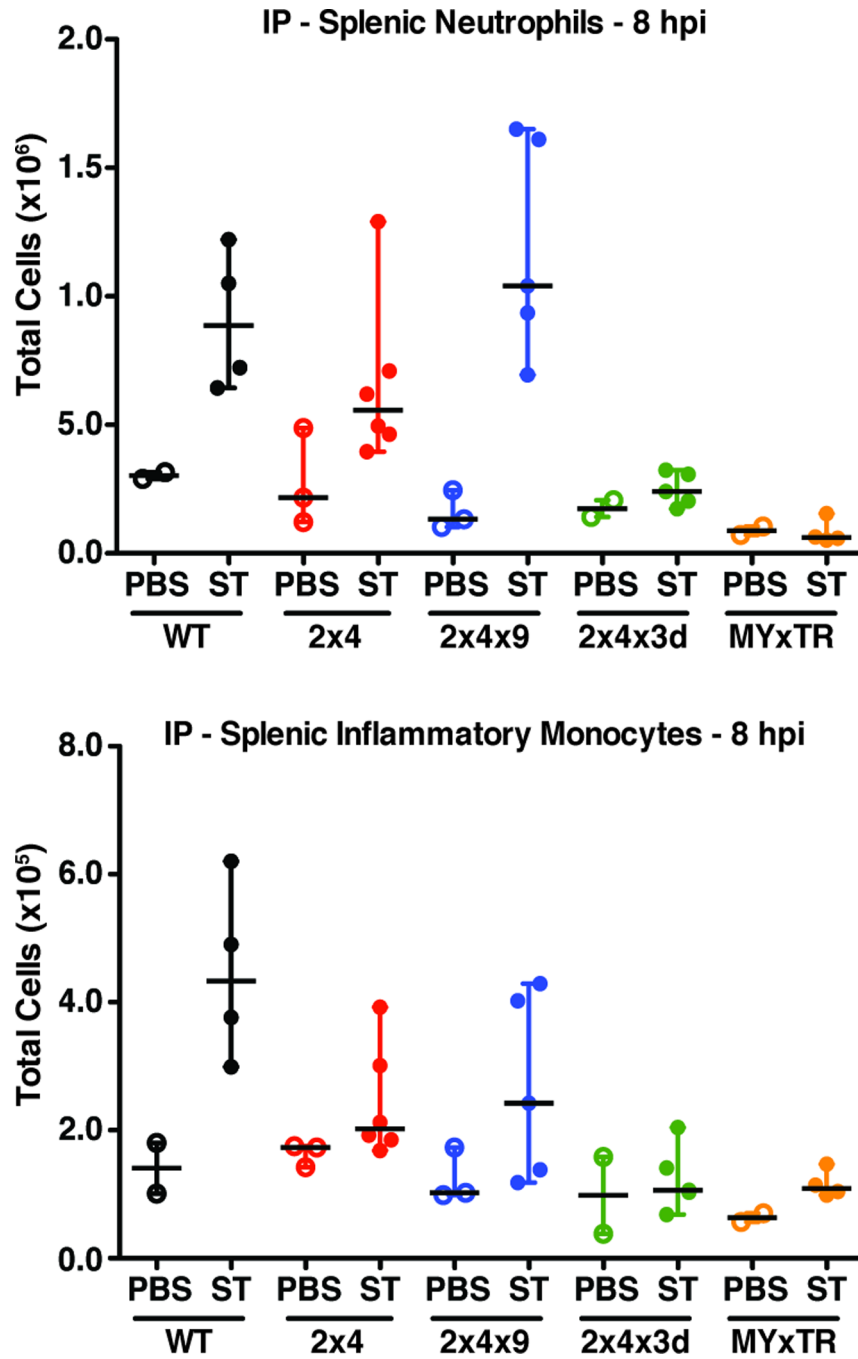 IP - Splenic Neutrophils - 8 hpi
Total Cells (x10⁶)
2.0
1.5
1.0
5.0
0.0
PBS ST PBS ST PBS ST PBS ST PBS ST
WT 2x4 2x4x9 2x4x3d MYxTR
IP - Splenic Inflammatory Monocytes - 8 hpi
Total Cells (x10⁵)
8.0
6.0
4.0
2.0
0.0
PBS ST PBS ST PBS ST PBS ST PBS ST
WT 2x4 2x4x9 2x4x3d MYxTR